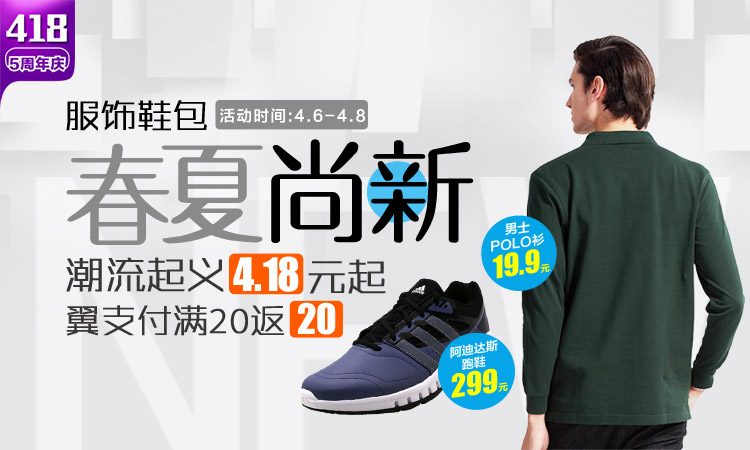 418
5周年庆
服饰鞋包
活动时间:4.6-4.8
春夏尚新
潮流起义4.18元起
翼支付满20返20
男士
POLO衫
19.9元
adidas
阿迪达斯
跑鞋
299元
NEW